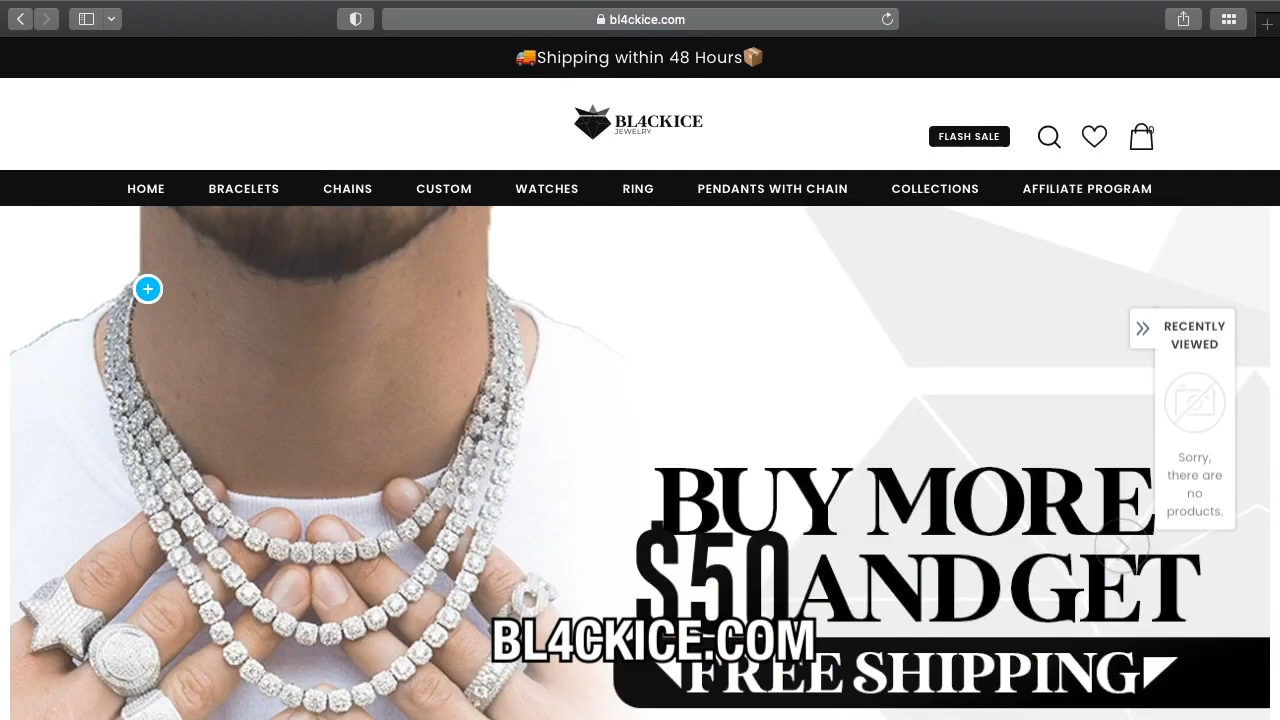 bl4ckice.com
🚚Shipping within 48 Hours📦
BL4CKICE
JEWELRY
FLASH SALE
0
HOME BRACELETS CHAINS CUSTOM WATCHES RING PENDANTS WITH CHAIN COLLECTIONS AFFILIATE PROGRAM
RECENTLY
VIEWED
Sorry,
there are
no
products.
BUY MORE
$50 AND GET
FREE SHIPPING
BL4CKICE.COM